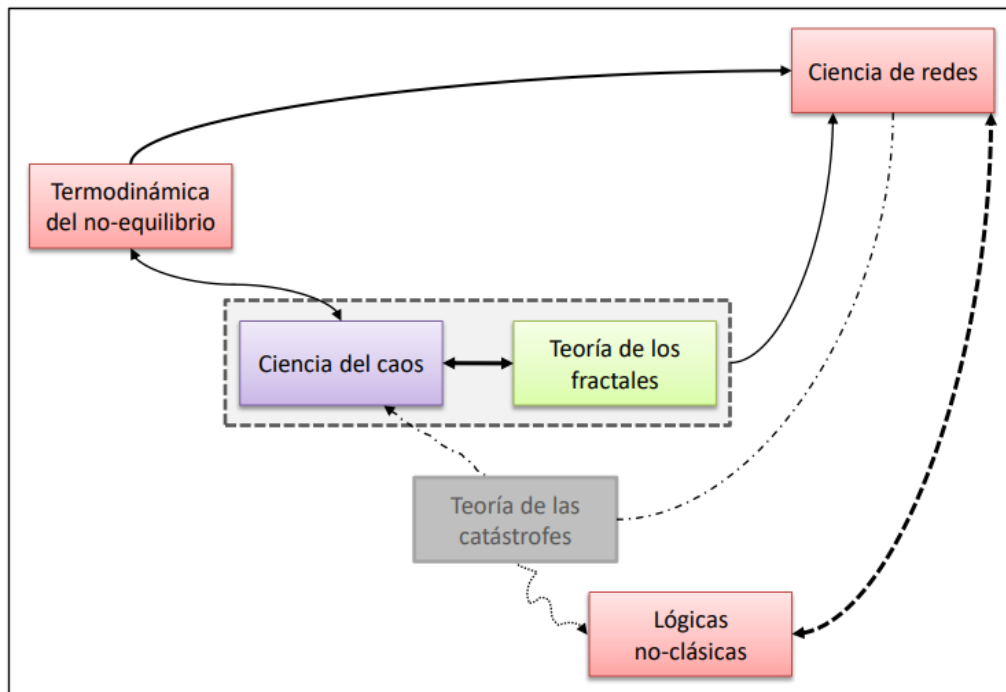 Ciencia de redes
Termodinámica
del no-equilibrio
Ciencia del caos
Teoría de los
fractales
Teoría de las
catástrofes
Lógicas
no-clásicas